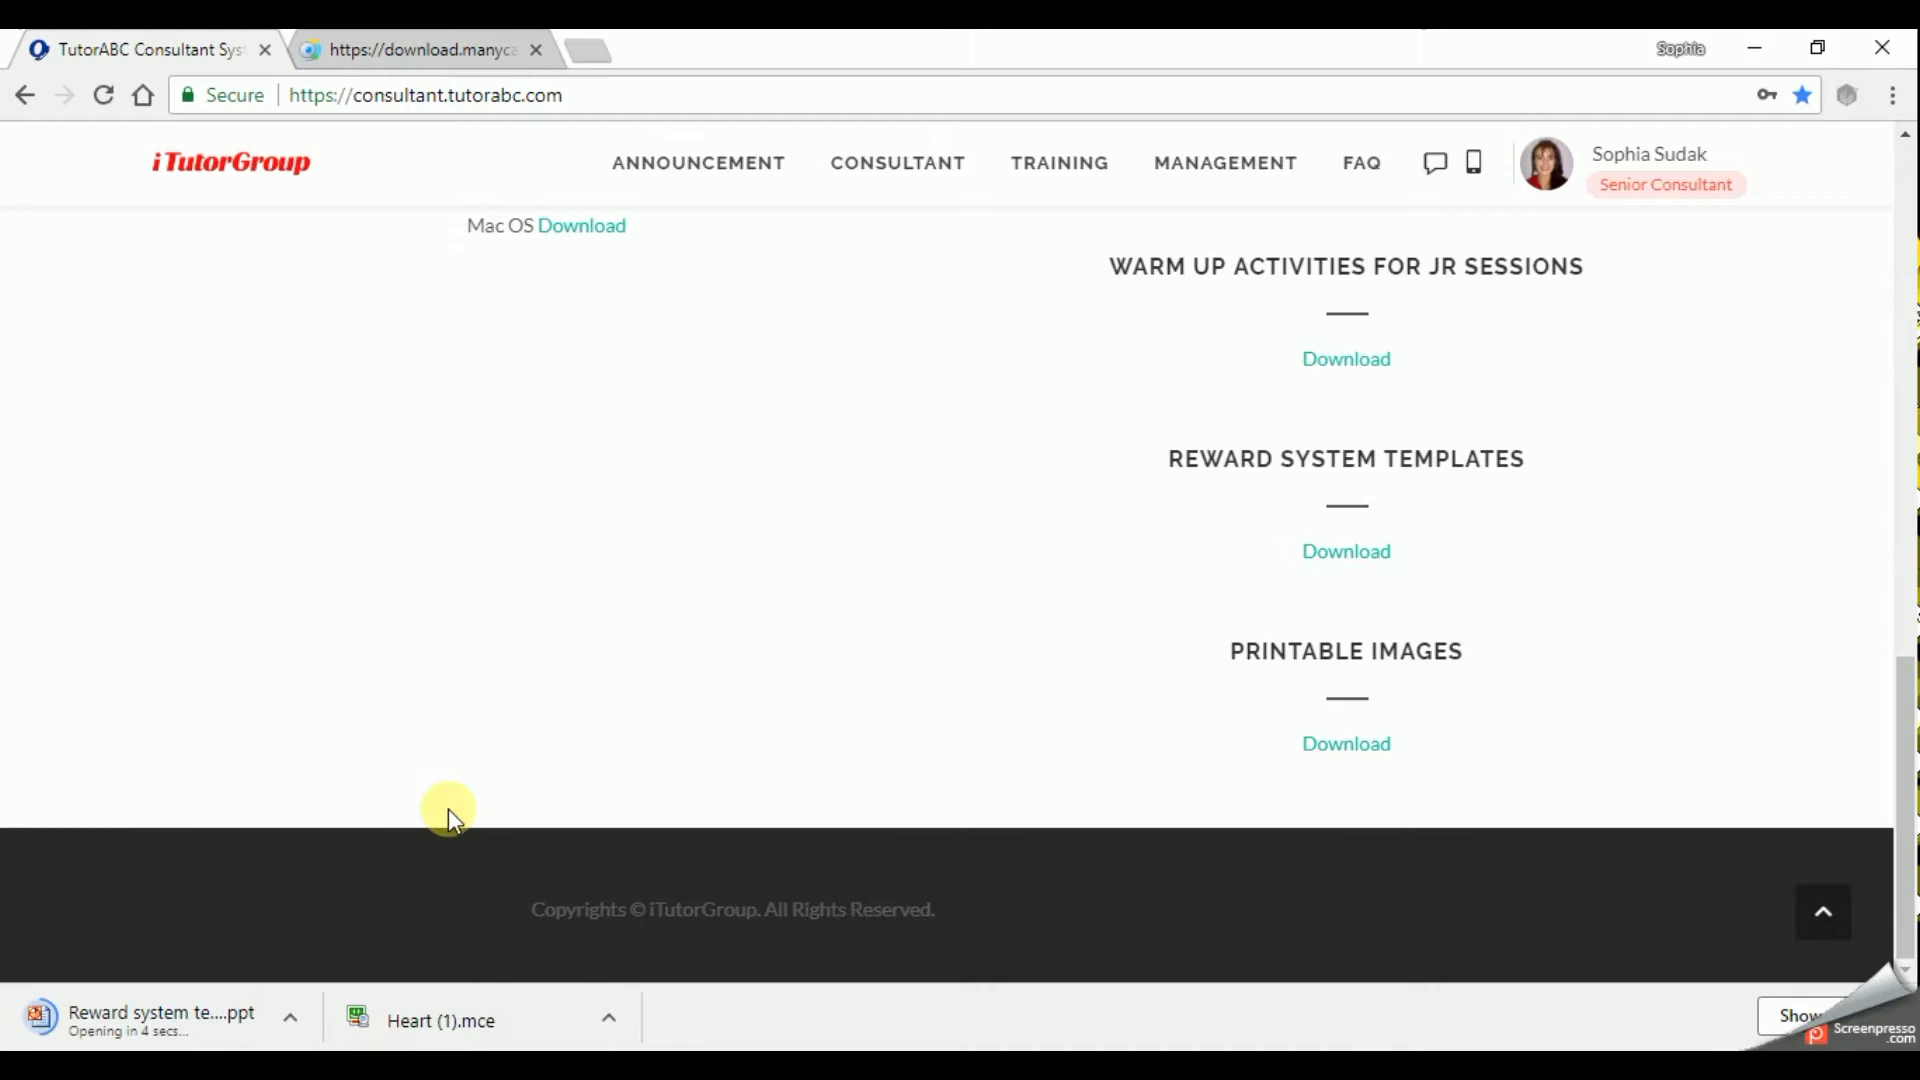 TutorABC Consultant Syst
https://download.manyca
Sophia
Secure
https://consultant.tutorabc.com
iTutorGroup
ANNOUNCEMENT
CONSULTANT
TRAINING
MANAGEMENT
FAQ
Sophia Sudak
Senior Consultant
Mac OS Download
WARM UP ACTIVITIES FOR JR SESSIONS
Download
REWARD SYSTEM TEMPLATES
Download
PRINTABLE IMAGES
Download
Copyrights © iTutorGroup. All Rights Reserved.
Reward system te....ppt
Opening in 4 secs...
Heart (1).mce
Show
Screenpresso
.com